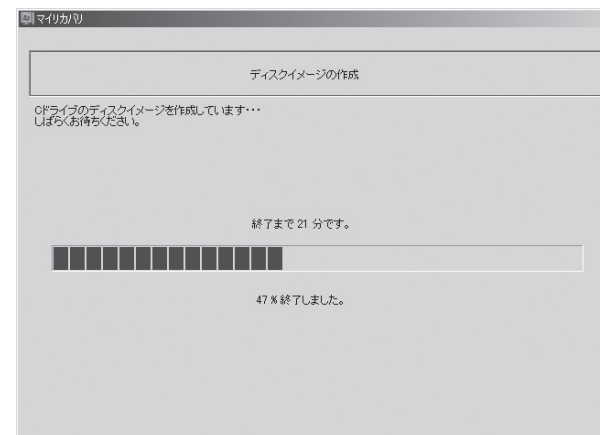 マイリカバリ
ディスクイメージの作成
Cドライブのディスクイメージを作成しています・・・
しばらくお待ちください。
終了まで 21 分です。
47 % 終了しました。